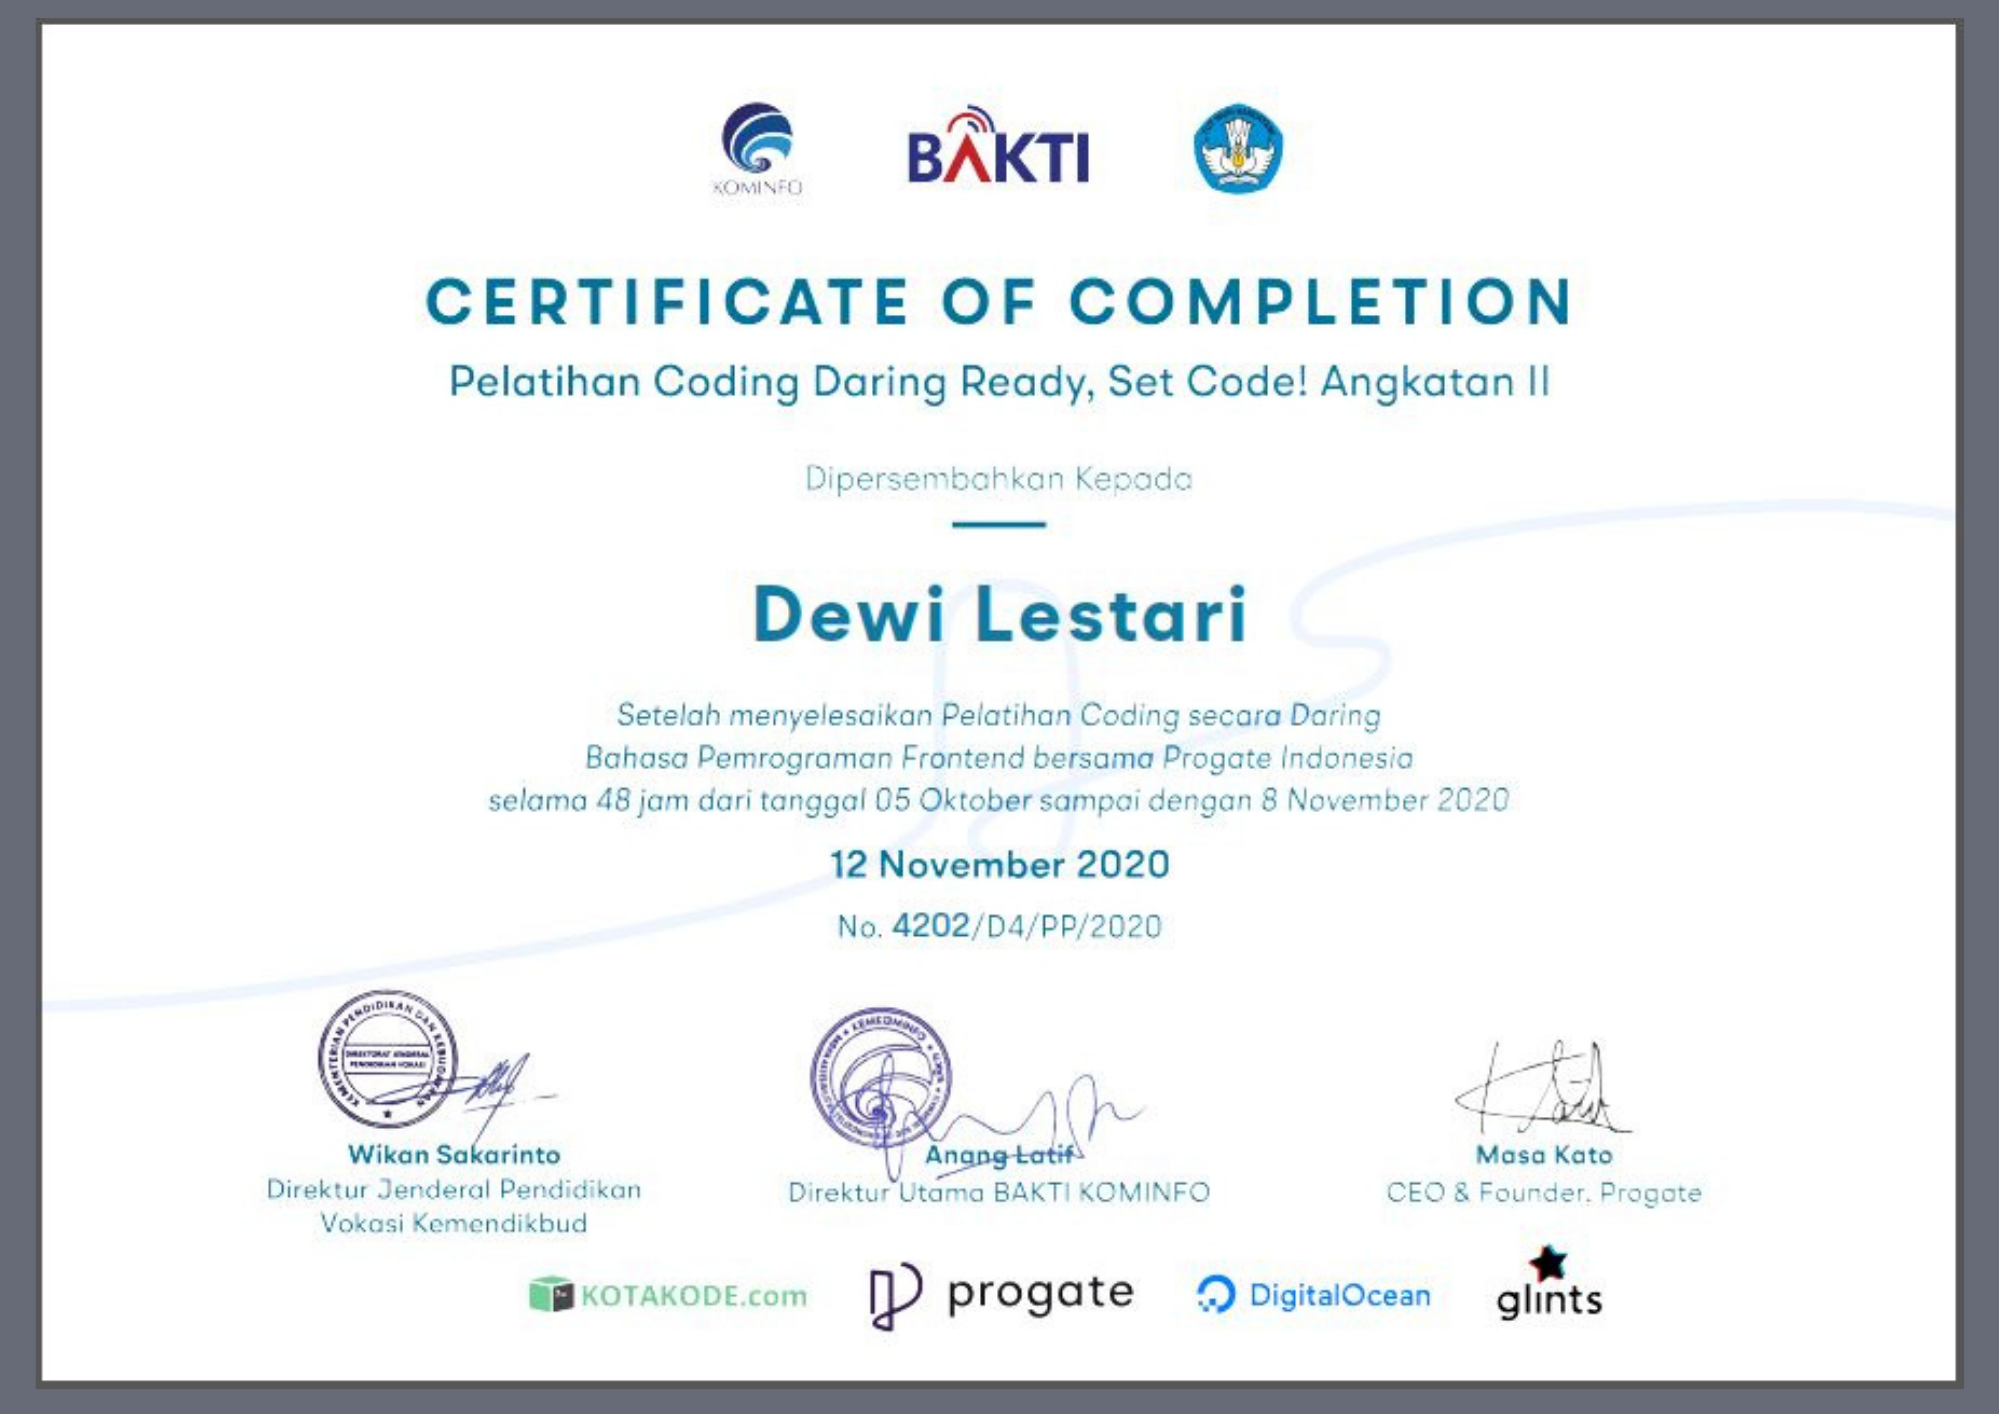 KOMINFO
BAKTI
CERTIFICATE OF COMPLETION
Pelatihan Coding Daring Ready, Set Code! Angkatan II
Dipersembahkan Kepada
Dewi Lestari
Setelah menyelesaikan Pelatihan Coding secara Daring
Bahasa Pemrograman Frontend bersama Progate Indonesia
selama 48 jam dari tanggal 05 Oktober sampai dengan 8 November 2020
12 November 2020
No. 4202/D4/PP/2020
KEMENTERIAN PENDIDIKAN DAN KEBUDAYAAN
DIREKTORAT JENDERAL
PENDIDIKAN VOKASI
KEMKOMINFO
BAKTI
Wikan Sakarinto
Direktur Jenderal Pendidikan
Vokasi Kemendikbud
Anang Latif
Direktur Utama BAKTI KOMINFO
Masa Kato
CEO & Founder. Progate
KOTAKODE.com
progate
DigitalOcean
glints